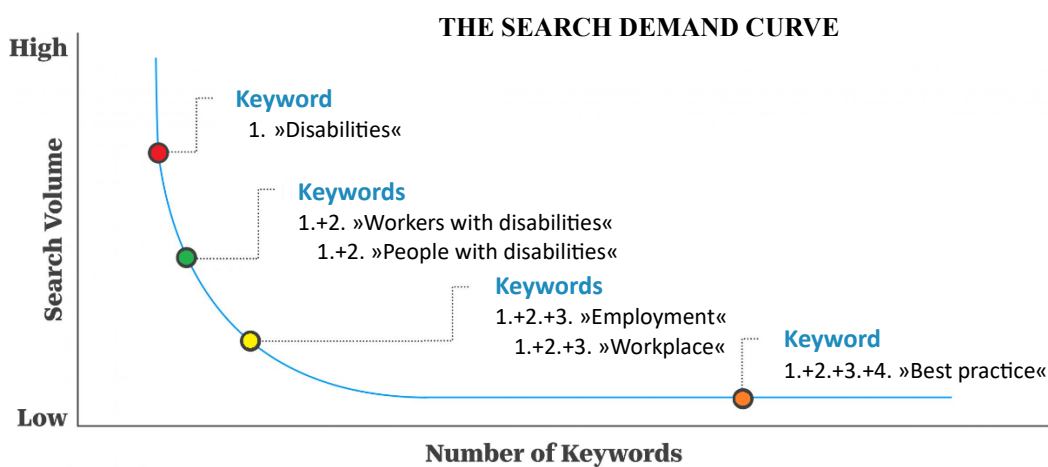 THE SEARCH DEMAND CURVE
High
Keyword
1. »Disabilities«
Search Volume
Keywords
1.+2. »Workers with disabilities«
1.+2. »People with disabilities«
Keywords
1.+2.+3. »Employment«
1.+2.+3. »Workplace«
Keyword
1.+2.+3.+4. »Best practice«
Low
Number of Keywords